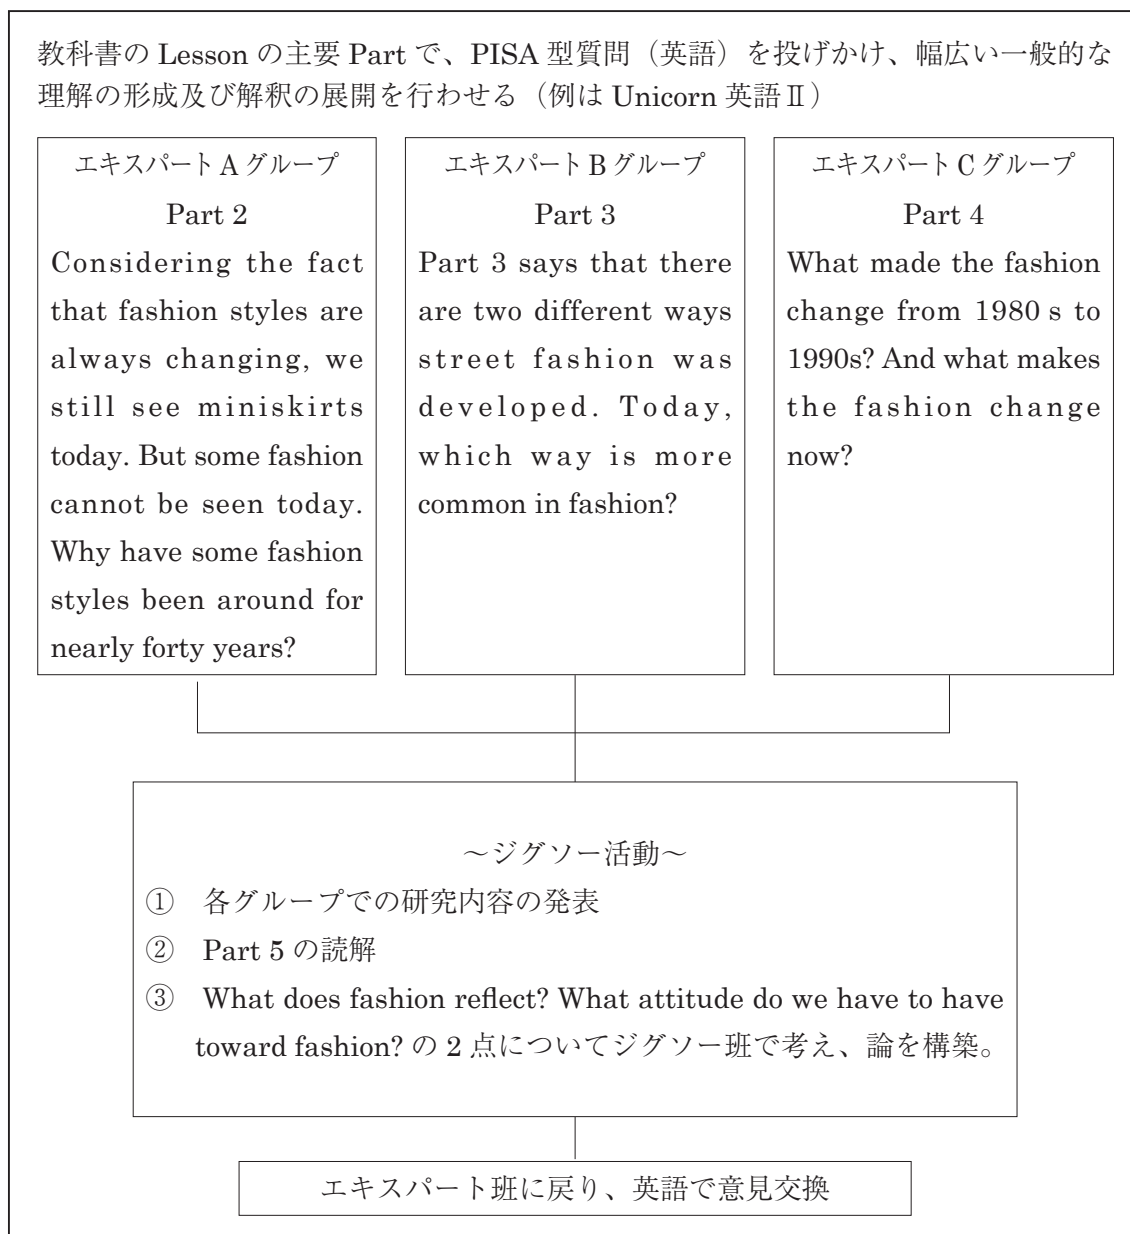 教科書の Lesson の主要 Part で、PISA 型質問（英語）を投げかけ、幅広い一般的な
理解の形成及び解釈の展開を行わせる（例は Unicorn 英語Ⅱ）
エキスパート A グループ
Part 2
Considering the fact
that fashion styles are
always changing, we
still see miniskirts
today. But some fashion
cannot be seen today.
Why have some fashion
styles been around for
nearly forty years?
エキスパート B グループ
Part 3
Part 3 says that there
are two different ways
street fashion was
developed. Today,
which way is more
common in fashion?
エキスパート C グループ
Part 4
What made the fashion
change from 1980 s to
1990s? And what makes
the fashion change
now?
～ジグソー活動～
① 各グループでの研究内容の発表
② Part 5 の読解
③ What does fashion reflect? What attitude do we have to have
toward fashion? の 2 点についてジグソー班で考え、論を構築。
エキスパート班に戻り、英語で意見交換